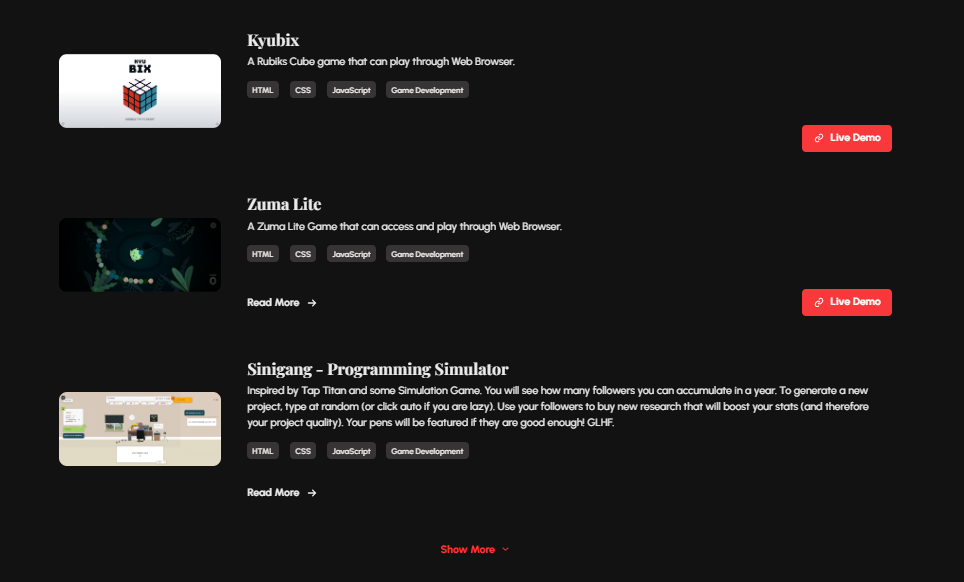 Kyubix
A Rubiks Cube game that can play through Web Browser.
KYU
BIX
HTML CSS JavaScript Game Development
Live Demo
Zuma Lite
A Zuma Lite Game that can access and play through Web Browser.
HTML CSS JavaScript Game Development
0
Read More →
Live Demo
Sinigang - Programming Simulator
Inspired by Tap Titan and some Simulation Game. You will see how many followers you can accumulate in a year. To generate a new
project, type at random (or click auto if you are lazy). Use your followers to buy new research that will boost your stats (and therefore
your project quality). Your pens will be featured if they are good enough! GLHF.
HTML CSS JavaScript Game Development
Read More →
Show More